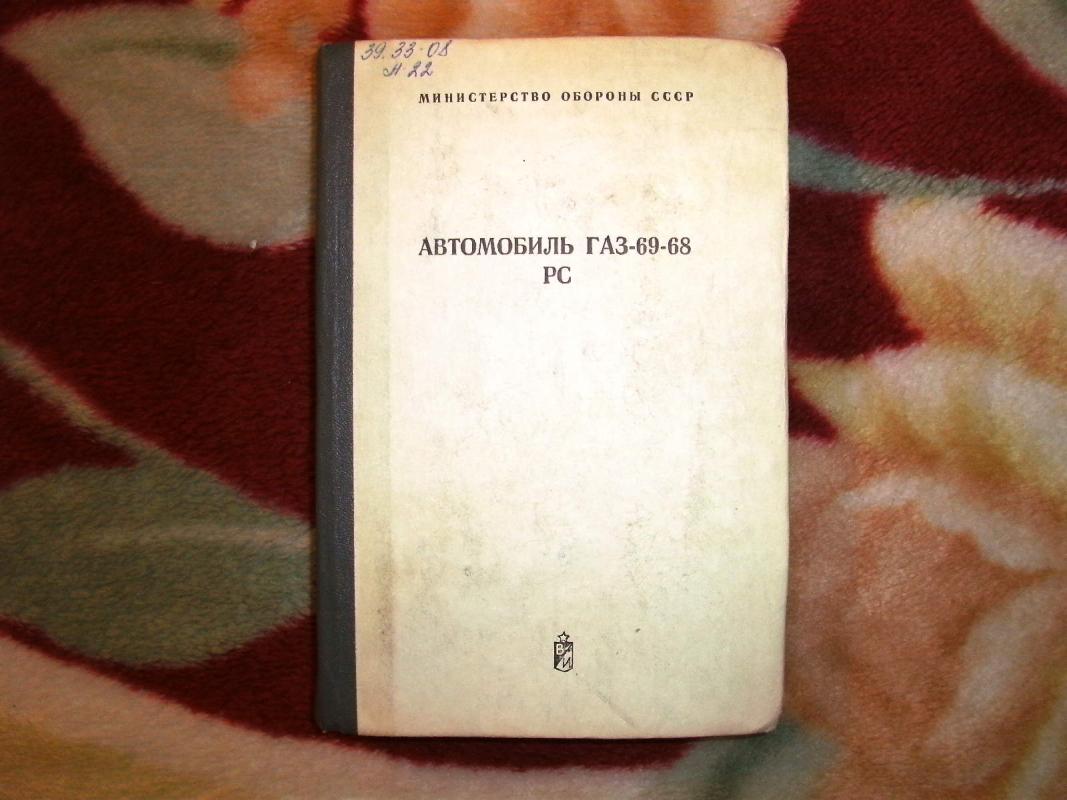 39.33-08
А 22
МИНИСТЕРСТВО ОБОРОНЫ СССР
АВТОМОБИЛЬ ГАЗ-69-68
РС
В
И